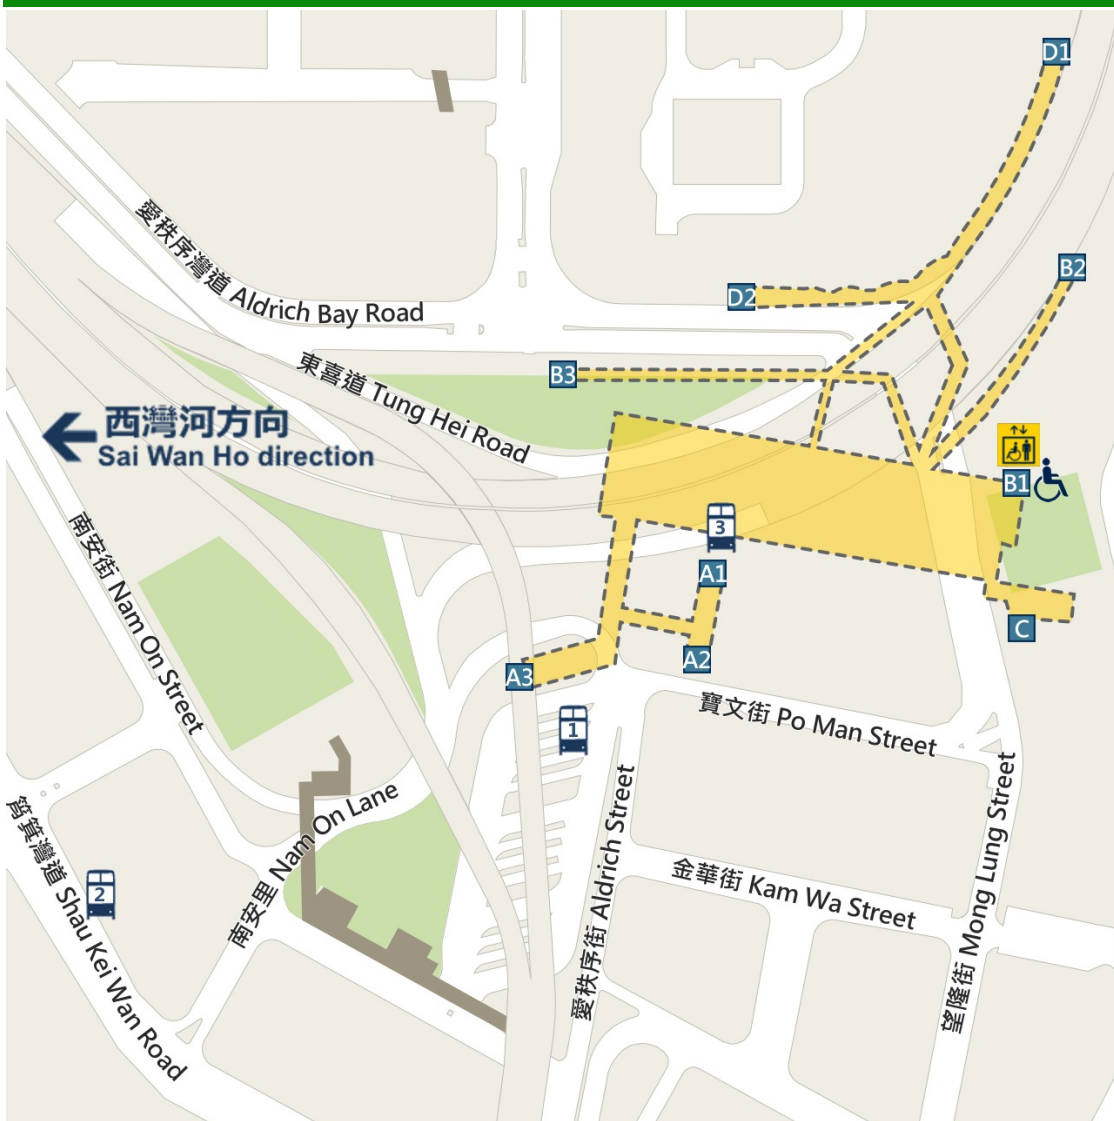 D1
B2
D2
愛秩序灣道 Aldrich Bay Road
B3
東喜道 Tung Hei Road
西灣河方向
Sai Wan Ho direction
B1
3
南安街 Nam On Street
A1
C
A2
A3
寶文街 Po Man Street
1
南安里 Nam On Lane
愛秩序街 Aldrich Street
望隆街 Mong Lung Street
筲箕灣道 Shau Kei Wan Road
2
金華街 Kam Wa Street